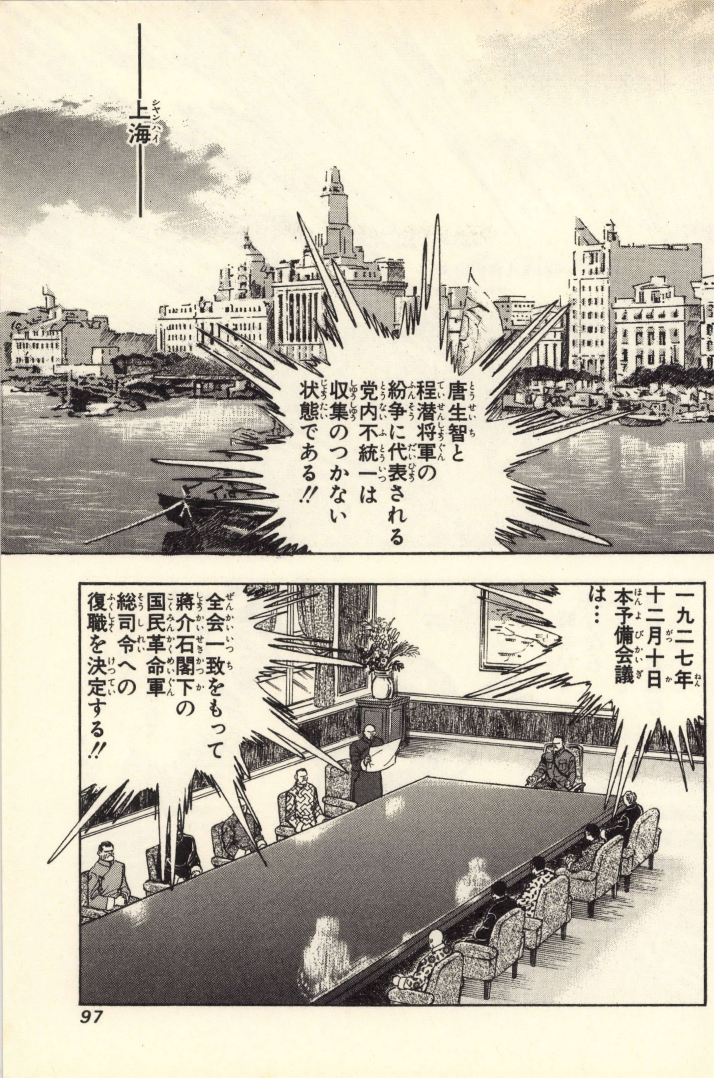 上海
唐生智と
程潜将軍の
紛争に代表される
党内不統一は
収集のつかない
状態である!!
一九二七年
十二月十日
本予備会議
は…
全会一致をもって
蔣介石閣下の
国民革命軍
総司令への
復職を決定する!!
97